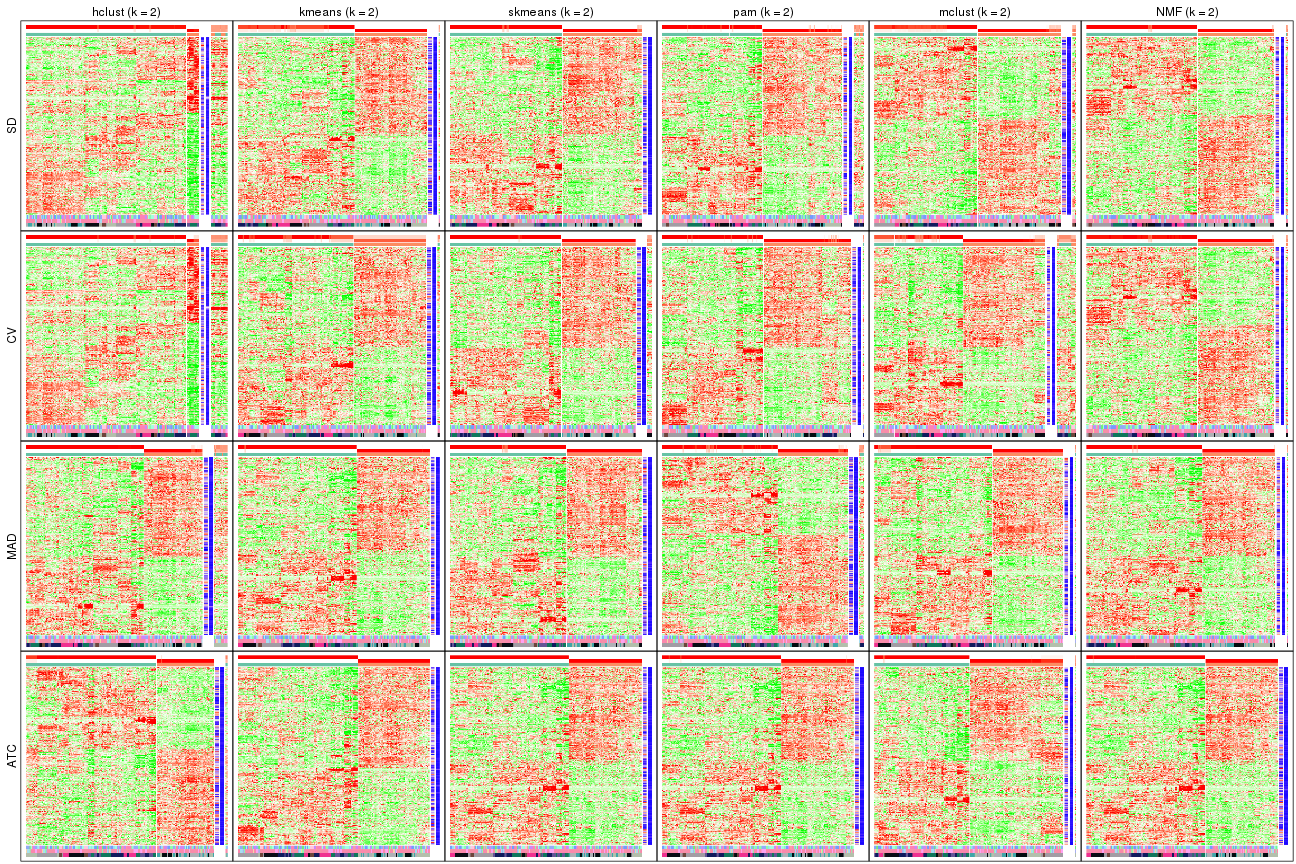 hclust (k = 2)
kmeans (k = 2)
skmeans (k = 2)
pam (k = 2)
mclust (k = 2)
NMF (k = 2)
SD
CV
MAD
ATC